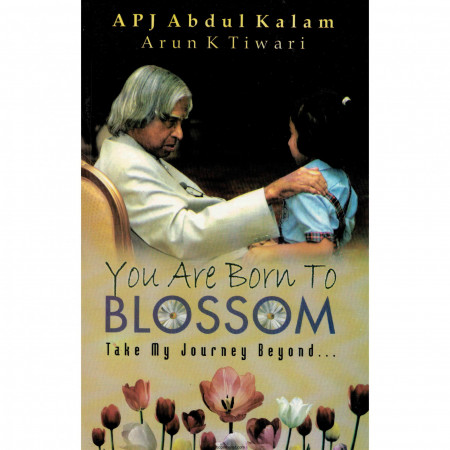 APJ Abdul Kalam
Arun K Tiwari
You Are Born To
BLOSSOM
Take My Journey Beyond...